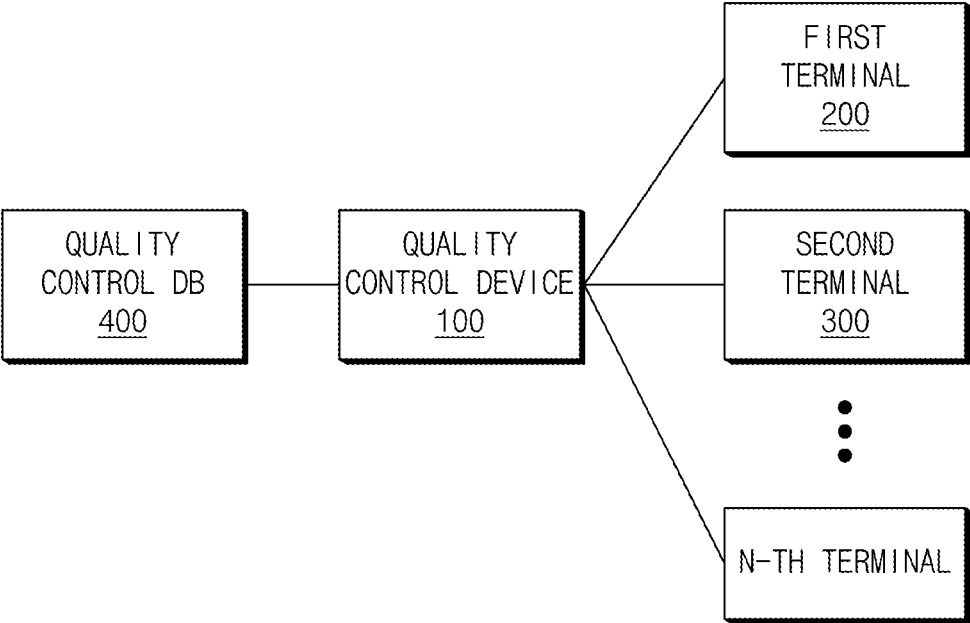 FIRST
TERMINAL
200
QUALITY
CONTROL DB
400
QUALITY
CONTROL DEVICE
100
SECOND
TERMINAL
300
N-TH TERMINAL